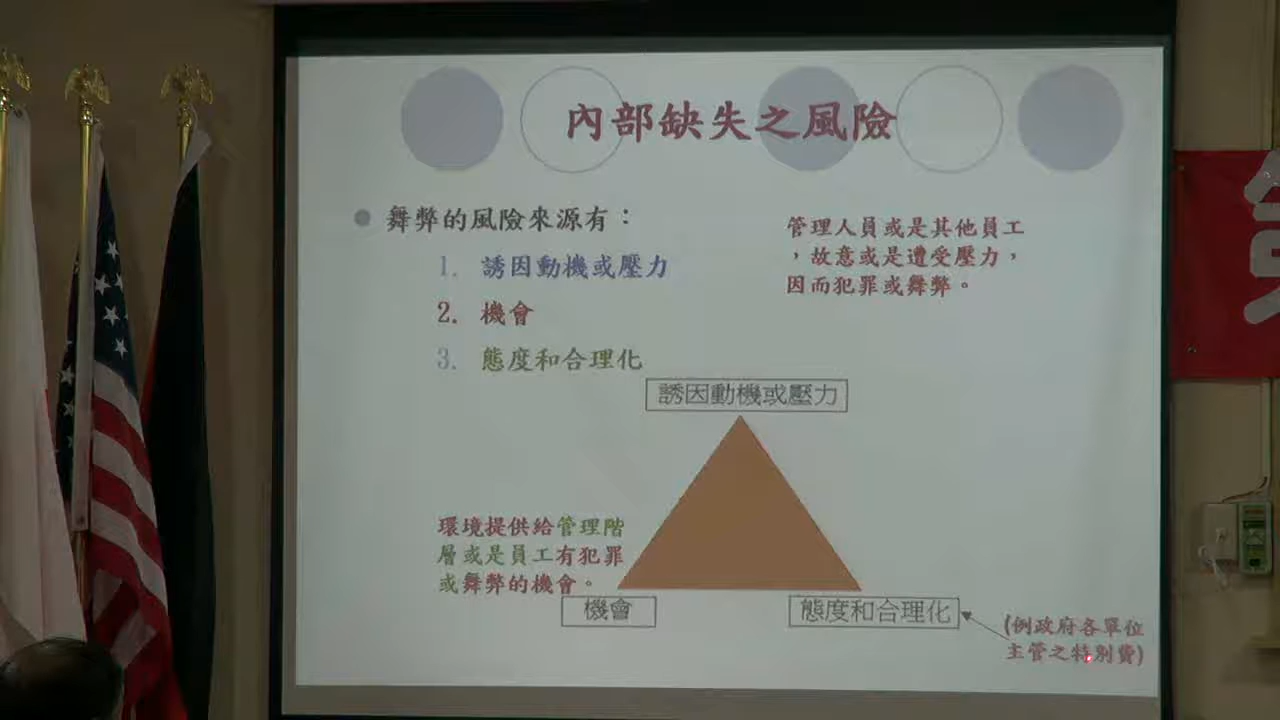 內部缺失之風險
舞弊的風險來源有：
1. 誘因動機或壓力
2. 機會
3. 態度和合理化
管理人員或是其他員工
，故意或是遭受壓力，
因而犯罪或舞弊。
誘因動機或壓力
環境提供給管理階
層或是員工有犯罪
或舞弊的機會。
機會
態度和合理化
(例政府各單位
主管之特別費)